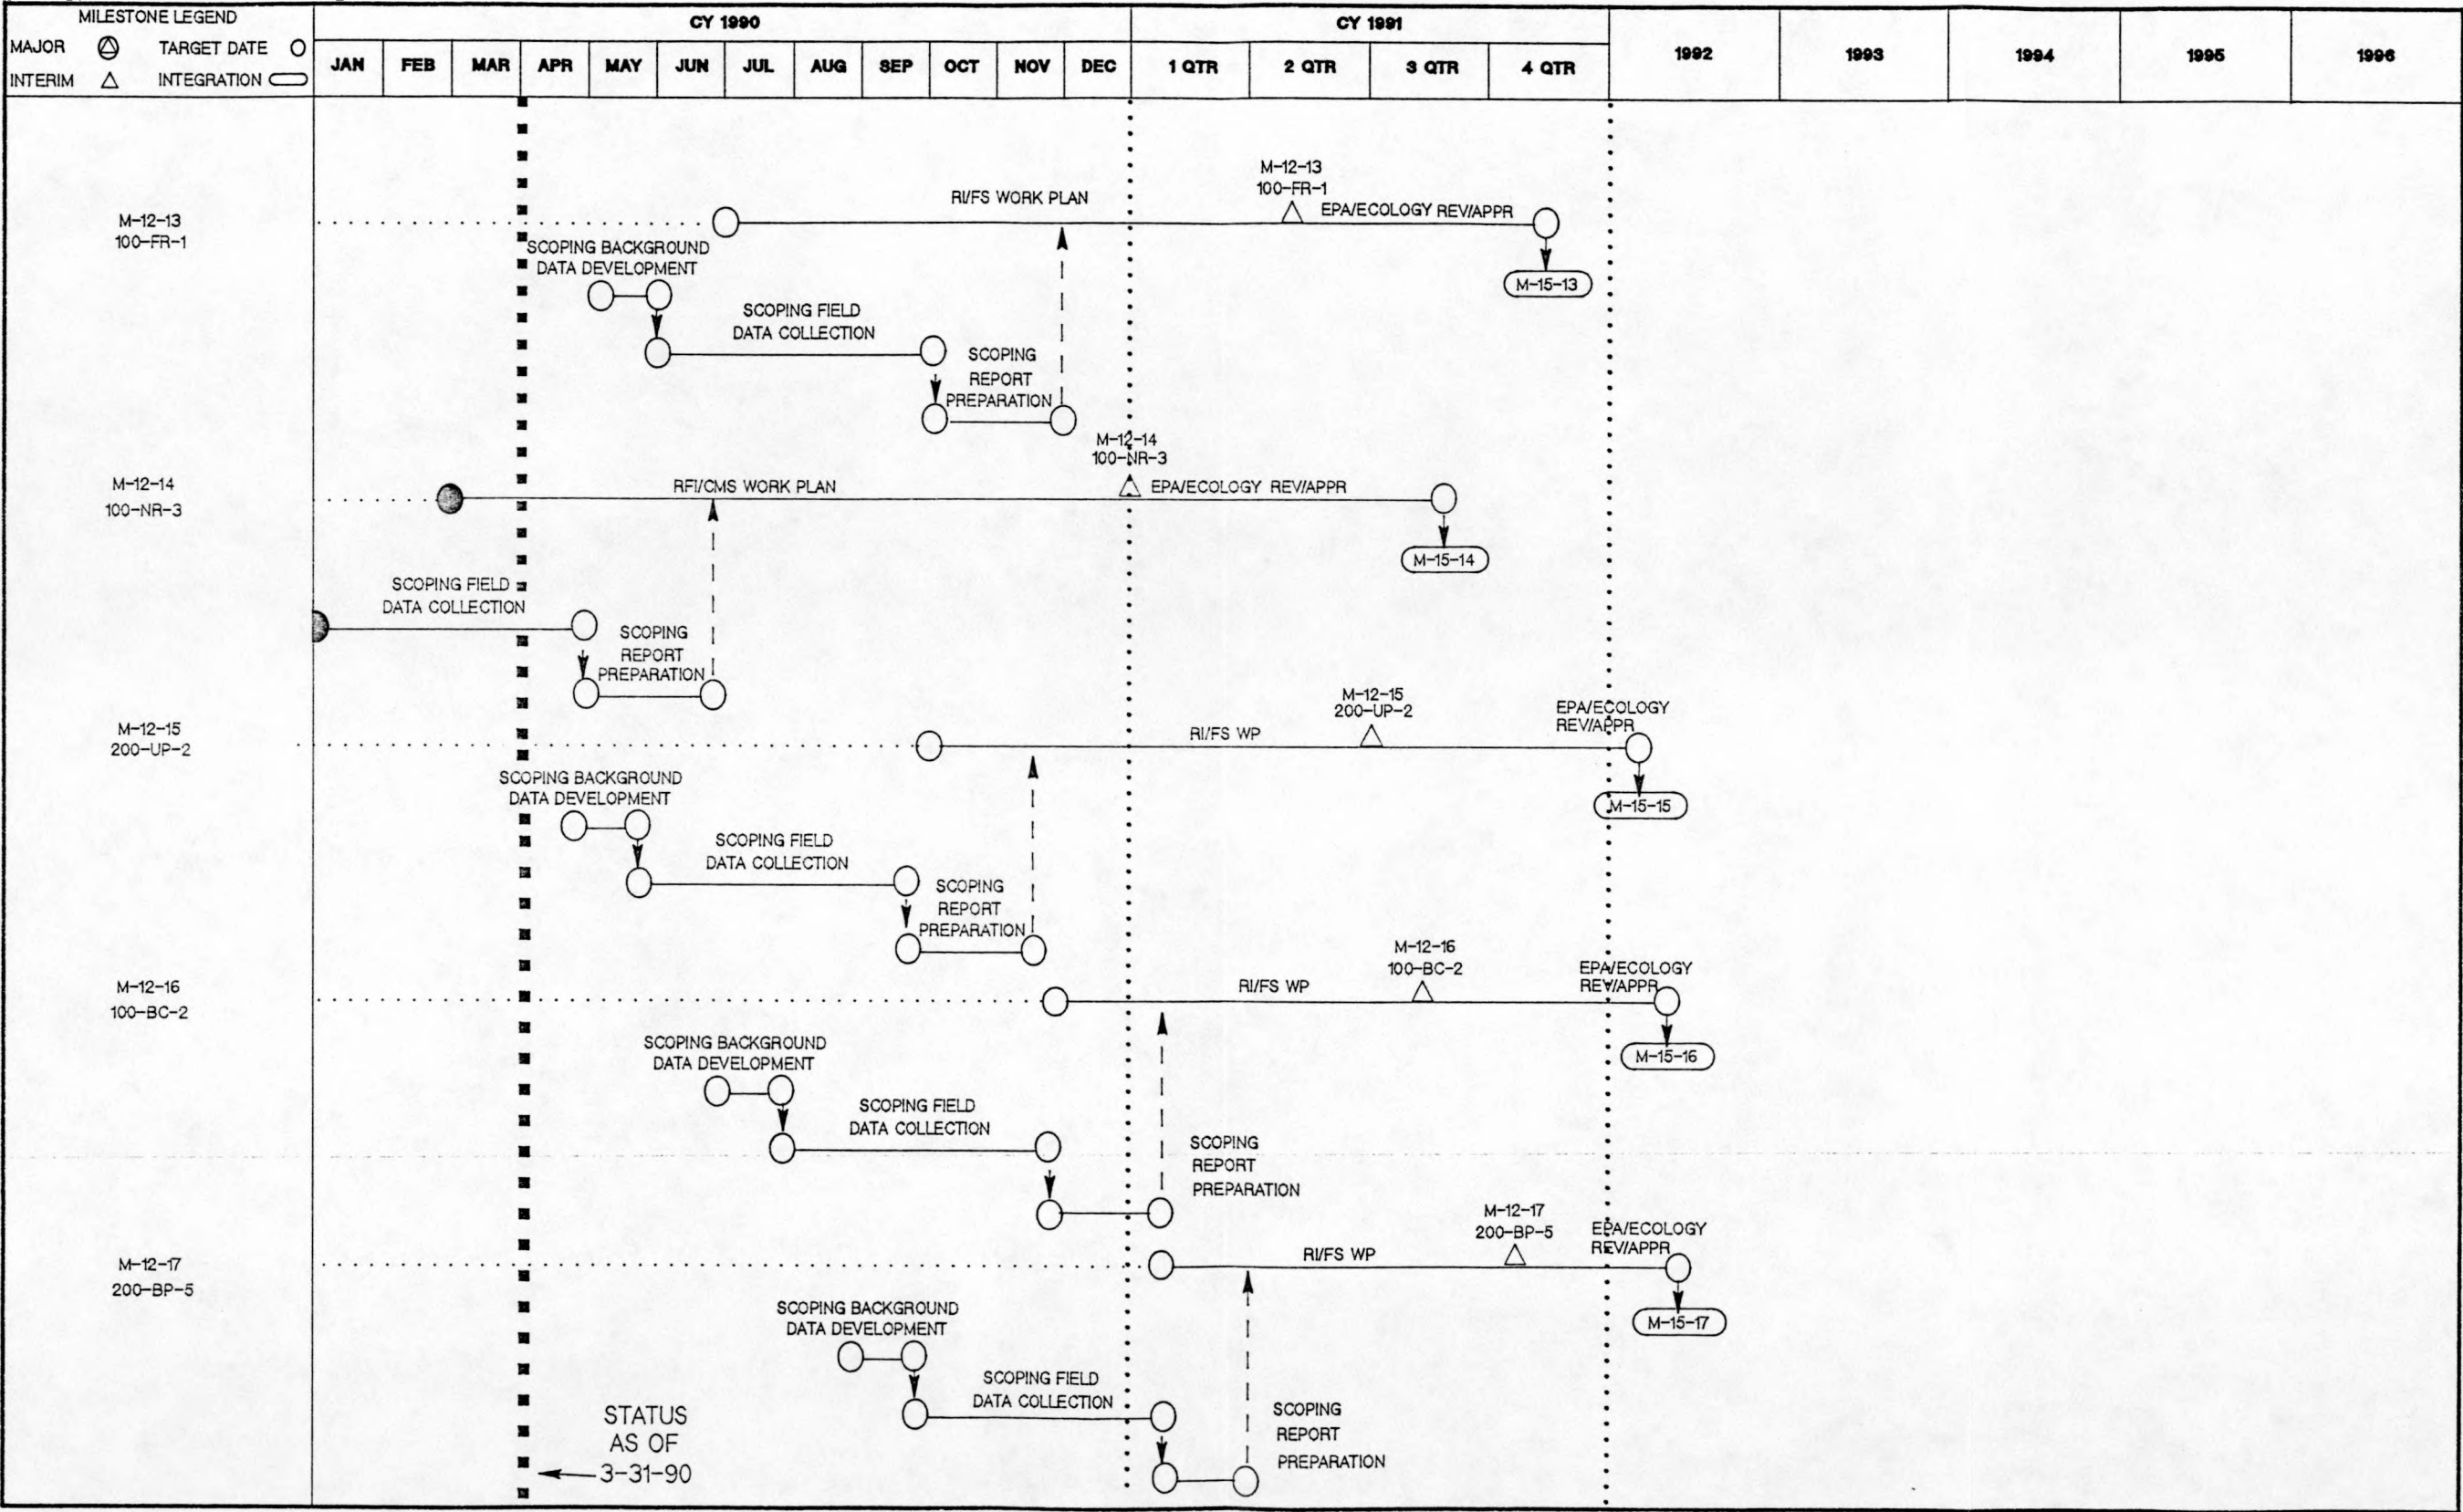 MILESTONE LEGEND
MAJOR TARGET DATE
INTERIM INTEGRATION
CY 1990
CY 1991
JAN FEB MAR APR MAY JUN JUL AUG SEP OCT NOV DEC
1 QTR 2 QTR 3 QTR 4 QTR
1992 1993 1994 1995 1996
M-12-13
100-FR-1
RI/FS WORK PLAN
M-12-13
100-FR-1
EPA/ECOLOGY REV/APPR
M-15-13
SCOPING BACKGROUND
DATA DEVELOPMENT
SCOPING FIELD
DATA COLLECTION
SCOPING
REPORT
PREPARATION
M-12-14
100-NR-3
RFI/CMS WORK PLAN
M-12-14
100-NR-3
EPA/ECOLOGY REV/APPR
M-15-14
SCOPING FIELD
DATA COLLECTION
SCOPING
REPORT
PREPARATION
M-12-15
200-UP-2
RI/FS WP
M-12-15
200-UP-2
EPA/ECOLOGY
REV/APPR
M-15-15
SCOPING BACKGROUND
DATA DEVELOPMENT
SCOPING FIELD
DATA COLLECTION
SCOPING
REPORT
PREPARATION
M-12-16
100-BC-2
RI/FS WP
M-12-16
100-BC-2
EPA/ECOLOGY
REV/APPR
M-15-16
SCOPING BACKGROUND
DATA DEVELOPMENT
SCOPING FIELD
DATA COLLECTION
SCOPING
REPORT
PREPARATION
M-12-17
200-BP-5
RI/FS WP
M-12-17
200-BP-5
EPA/ECOLOGY
REV/APPR
M-15-17
SCOPING BACKGROUND
DATA DEVELOPMENT
SCOPING FIELD
DATA COLLECTION
SCOPING
REPORT
PREPARATION
STATUS
AS OF
3-31-90